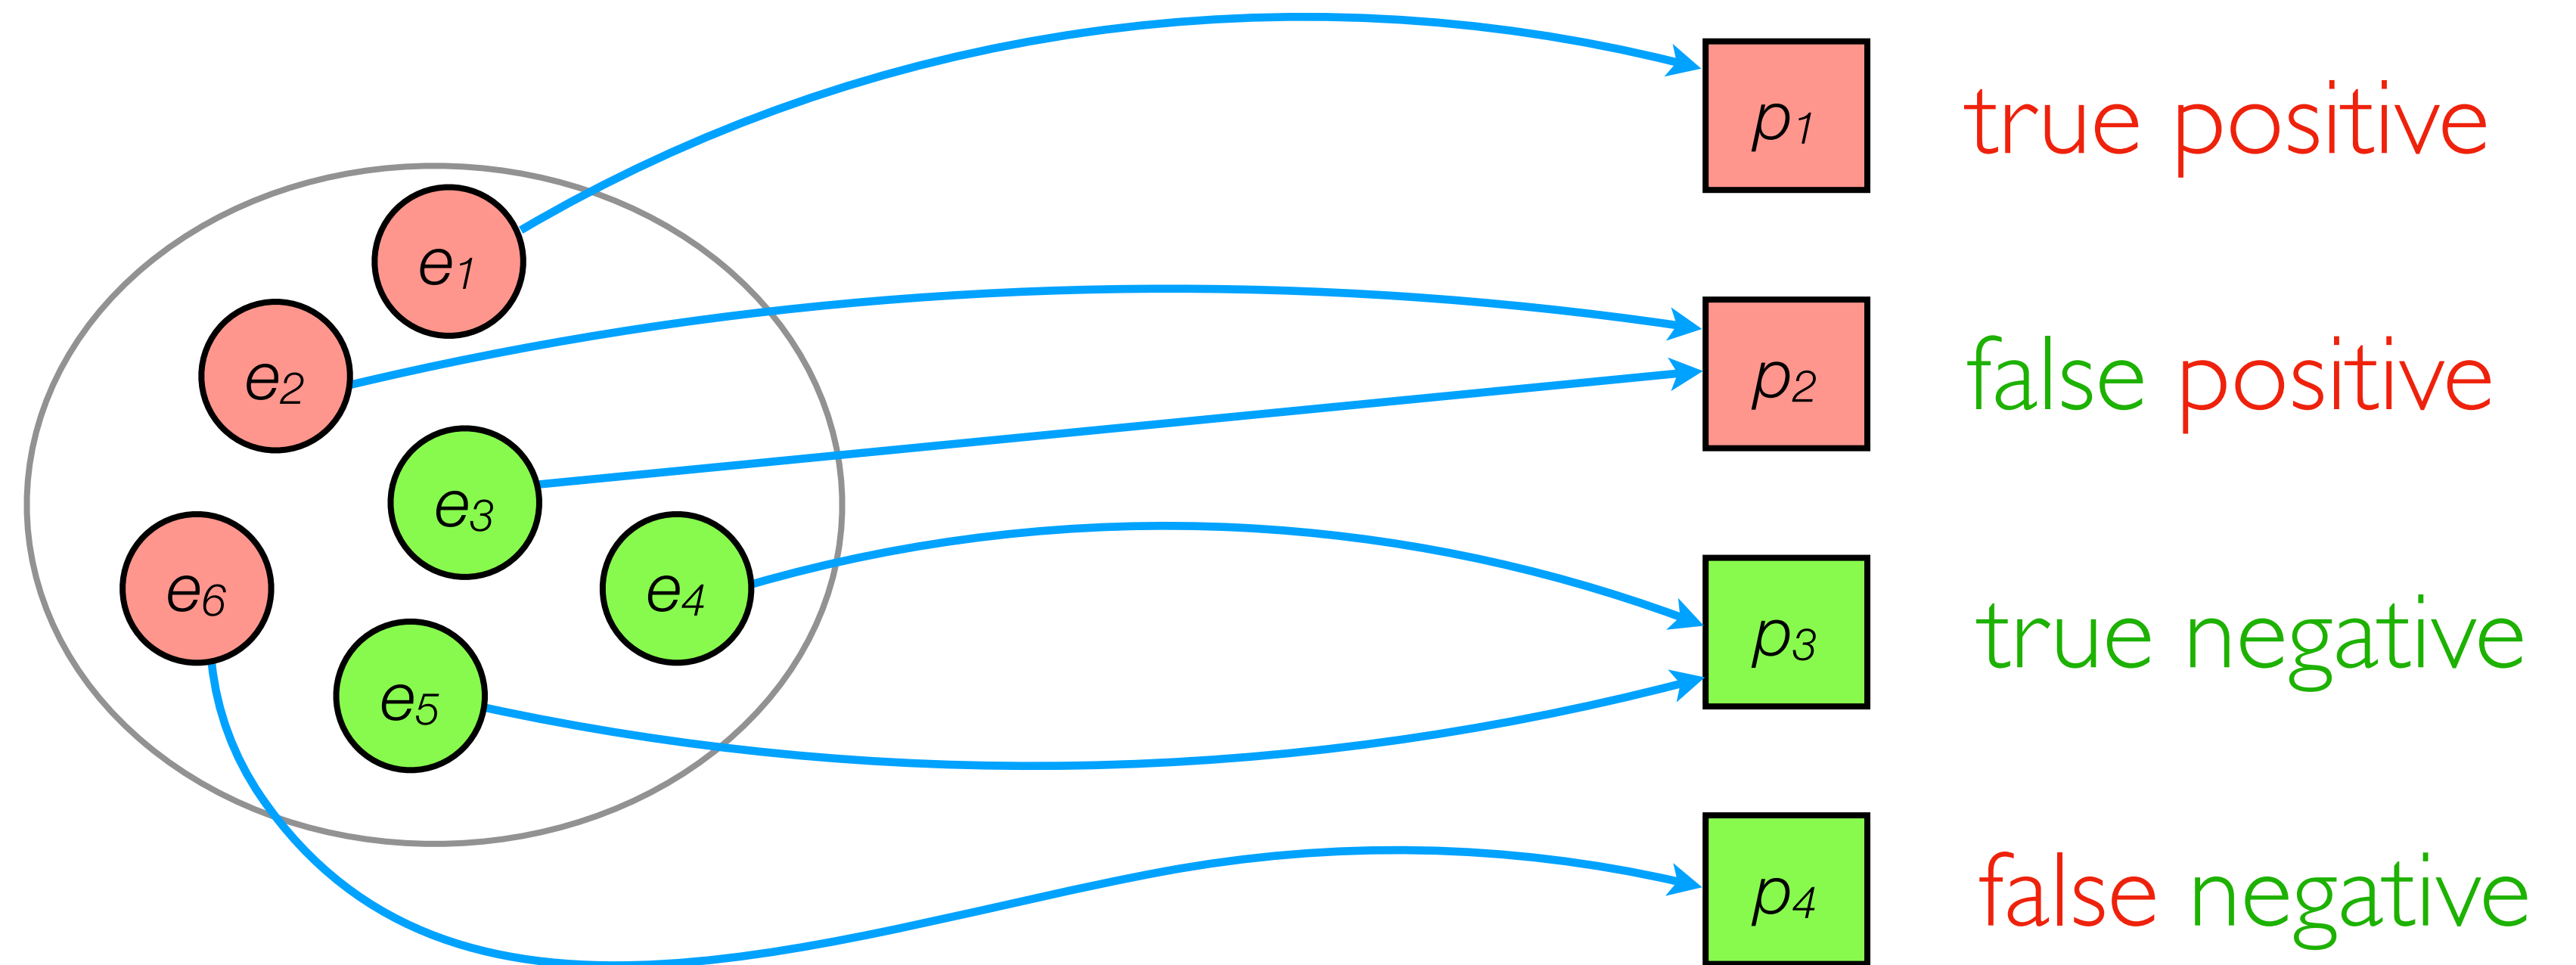 p1 true positive
e1
e2 p2 false positive
e3
e6 e4 p3 true negative
e5
p4 false negative